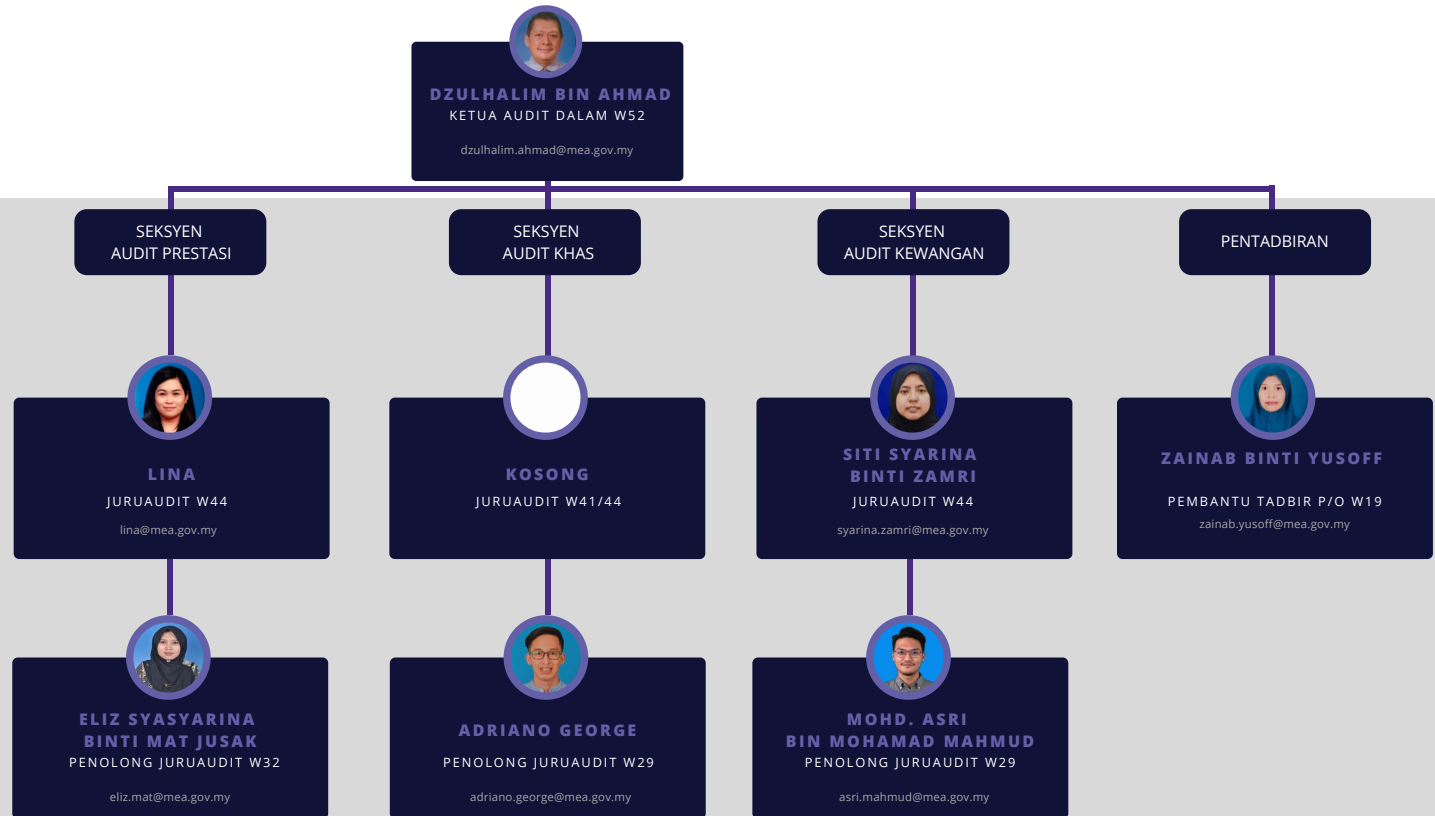 DZULHALIM BIN AHMAD
KETUA AUDIT DALAM W52
dzulhalim.ahmad@mea.gov.my
SEKSYEN
AUDIT PRESTASI
SEKSYEN
AUDIT KHAS
SEKSYEN
AUDIT KEWANGAN
PENTADBIRAN
LINA
JURUAUDIT W44
lina@mea.gov.my
KOSONG
JURUAUDIT W41/44
SITI SYARINA
BINTI ZAMRI
JURUAUDIT W44
syarina.zamri@mea.gov.my
ZAINAB BINTI YUSOFF
PEMBANTU TADBIR P/O W19
zainab.yusoff@mea.gov.my
ELIZ SYASYARINA
BINTI MAT JUSAK
PENOLONG JURUAUDIT W32
eliz.mat@mea.gov.my
ADRIANO GEORGE
PENOLONG JURUAUDIT W29
adriano.george@mea.gov.my
MOHD. ASRI
BIN MOHAMAD MAHMUD
PENOLONG JURUAUDIT W29
asri.mahmud@mea.gov.my